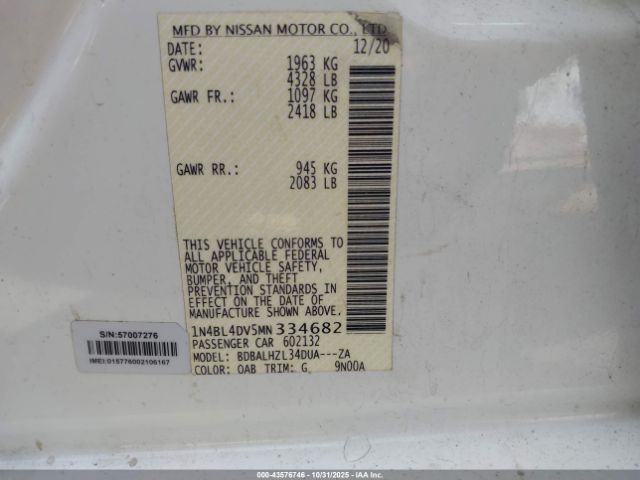 MFD BY NISSAN MOTOR CO., LTD
DATE: 12/20
GVWR: 1963 KG
4328 LB
GAWR FR.: 1097 KG
2418 LB
GAWR RR.: 945 KG
2083 LB
THIS VEHICLE CONFORMS TO
ALL APPLICABLE FEDERAL
MOTOR VEHICLE SAFETY,
BUMPER, AND THEFT
PREVENTION STANDARDS IN
EFFECT ON THE DATE OF
MANUFACTURE SHOWN ABOVE.
1N4BL4DV5MN334682
PASSENGER CAR 602132
MODEL: BDBALHZL34DUA---ZA
COLOR: QAB TRIM: G 9N00A
S/N:57007276
IMEI:015776002106167
000-43576746 - 10/31/2025 - IAAI.COM